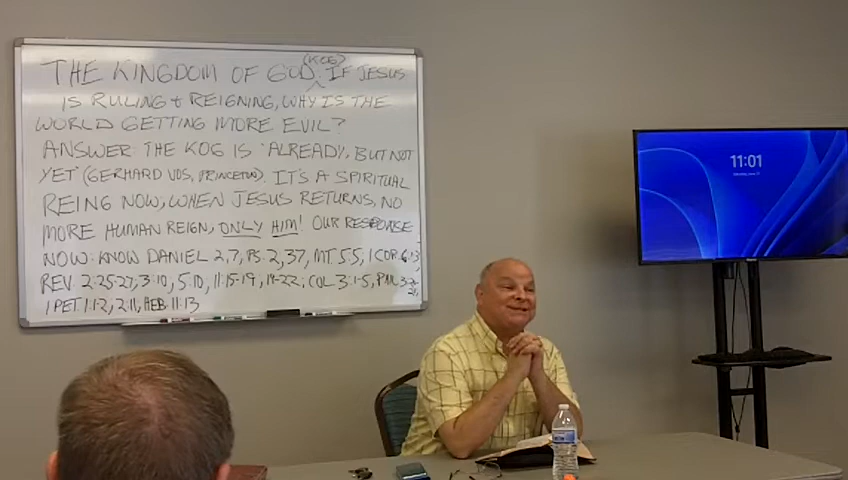 THE KINGDOM OF GOD (KOG). IF JESUS
IS RULING + REIGNING, WHY IS THE
WORLD GETTING MORE EVIL?
ANSWER: THE KOG IS "ALREADY, BUT NOT
YET" (GERHARD VOS, PRINCETON). IT'S A SPIRITUAL
REING NOW; WHEN JESUS RETURNS, NO
MORE HUMAN REIGN, ONLY HIM! OUR RESPONSE
NOW: KNOW DANIEL 2,7, PS. 2, 37, MT 5:5, 1 COR. 6:
REV. 2:25-27, 3:10, 5:10, 11:15-19, 19-22; COL 3:1-5, PHIL
1 PET 1:1-2, 2:11, HEB 11:13
11:01